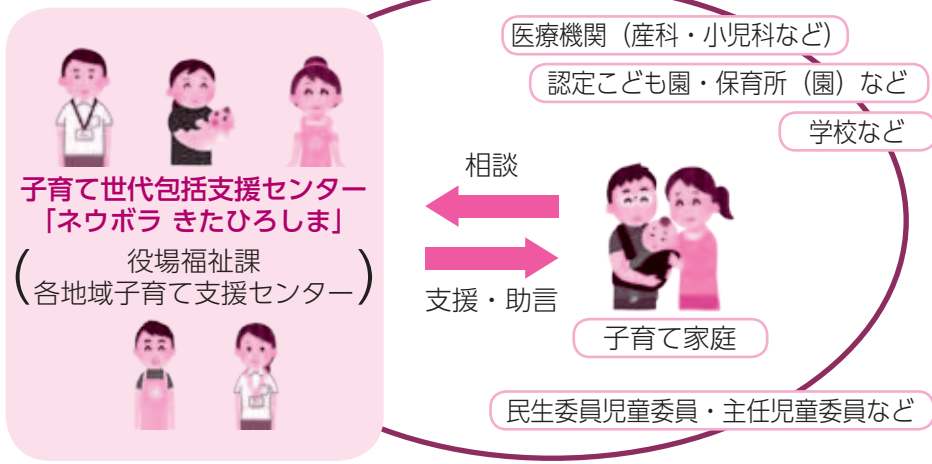 医療機関（産科・小児科など）
認定こども園・保育所（園）など
学校など
子育て世代包括支援センター
「ネウボラ きたひろしま」
（役場福祉課
各地域子育て支援センター）
相談
支援・助言
子育て家庭
民生委員児童委員・主任児童委員など